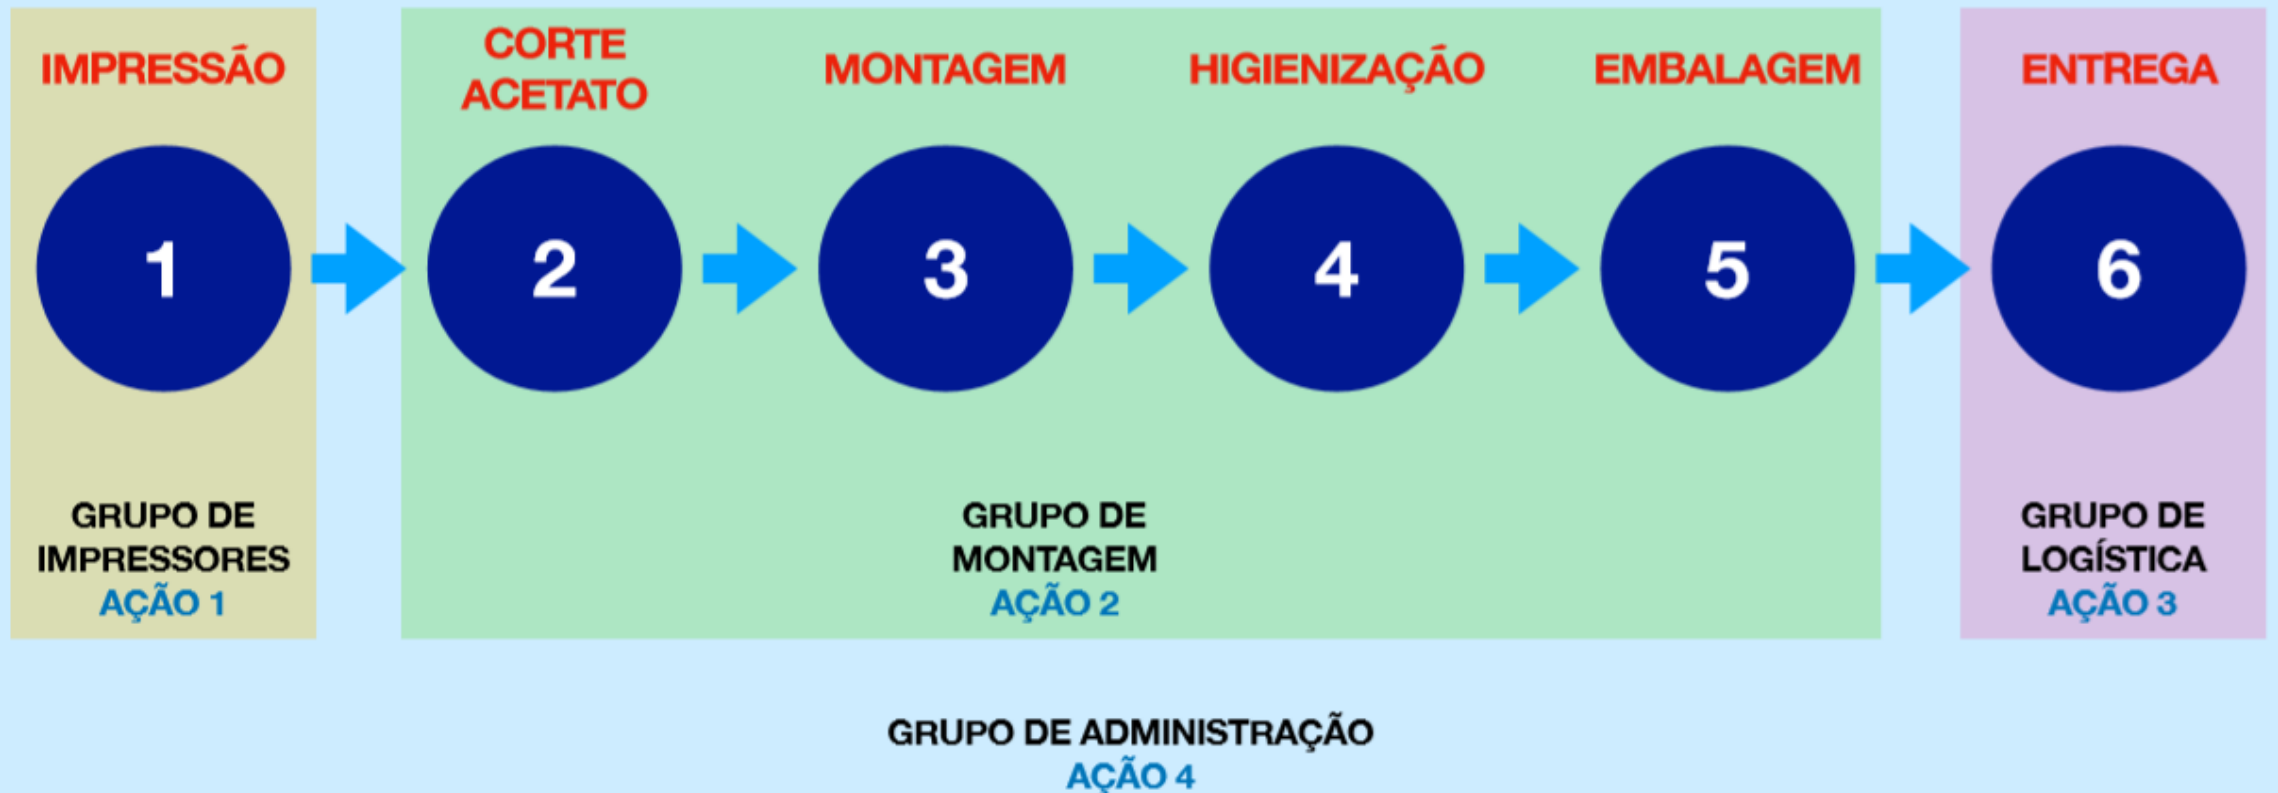 IMPRESSÃO
CORTE
ACETATO
MONTAGEM
HIGIENIZAÇÃO
EMBALAGEM
ENTREGA
1
2
3
4
5
6
GRUPO DE
IMPRESSORES
AÇÃO 1
GRUPO DE
MONTAGEM
AÇÃO 2
GRUPO DE
LOGÍSTICA
AÇÃO 3
GRUPO DE ADMINISTRAÇÃO
AÇÃO 4